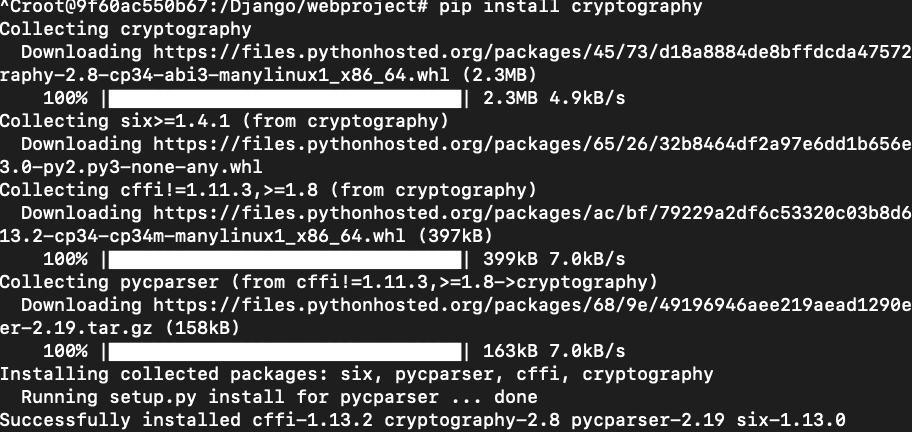 ^Croot@9f60ac550b67:/Django/webproject# pip install cryptography
Collecting cryptography
  Downloading https://files.pythonhosted.org/packages/45/73/d18a8884de8bffdcda47572
raphy-2.8-cp34-abi3-manylinux1_x86_64.whl (2.3MB)
    100% |████████████████████████████████| 2.3MB 4.9kB/s
Collecting six>=1.4.1 (from cryptography)
  Downloading https://files.pythonhosted.org/packages/65/26/32b8464df2a97e6dd1b656e
3.0-py2.py3-none-any.whl
Collecting cffi!=1.11.3,>=1.8 (from cryptography)
  Downloading https://files.pythonhosted.org/packages/ac/bf/79229a2df6c53320c03b8d6
13.2-cp34-cp34m-manylinux1_x86_64.whl (397kB)
    100% |████████████████████████████████| 399kB 7.0kB/s
Collecting pycparser (from cffi!=1.11.3,>=1.8->cryptography)
  Downloading https://files.pythonhosted.org/packages/68/9e/49196946aee219aead1290e
er-2.19.tar.gz (158kB)
    100% |████████████████████████████████| 163kB 7.0kB/s
Installing collected packages: six, pycparser, cffi, cryptography
  Running setup.py install for pycparser ... done
Successfully installed cffi-1.13.2 cryptography-2.8 pycparser-2.19 six-1.13.0